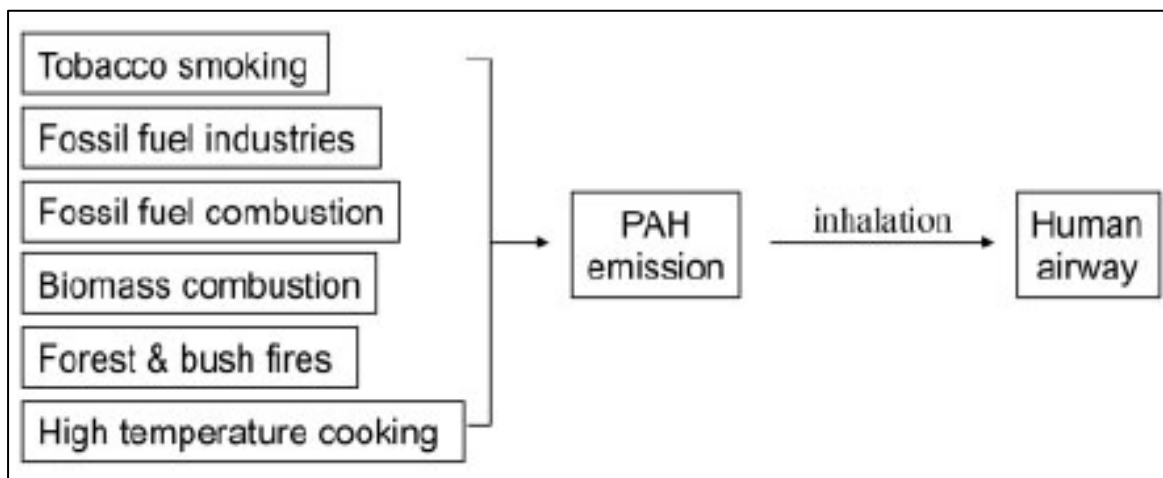 Tobacco smoking
Fossil fuel industries
Fossil fuel combustion
Biomass combustion
Forest & bush fires
High temperature cooking
PAH
emission
inhalation
Human
airway